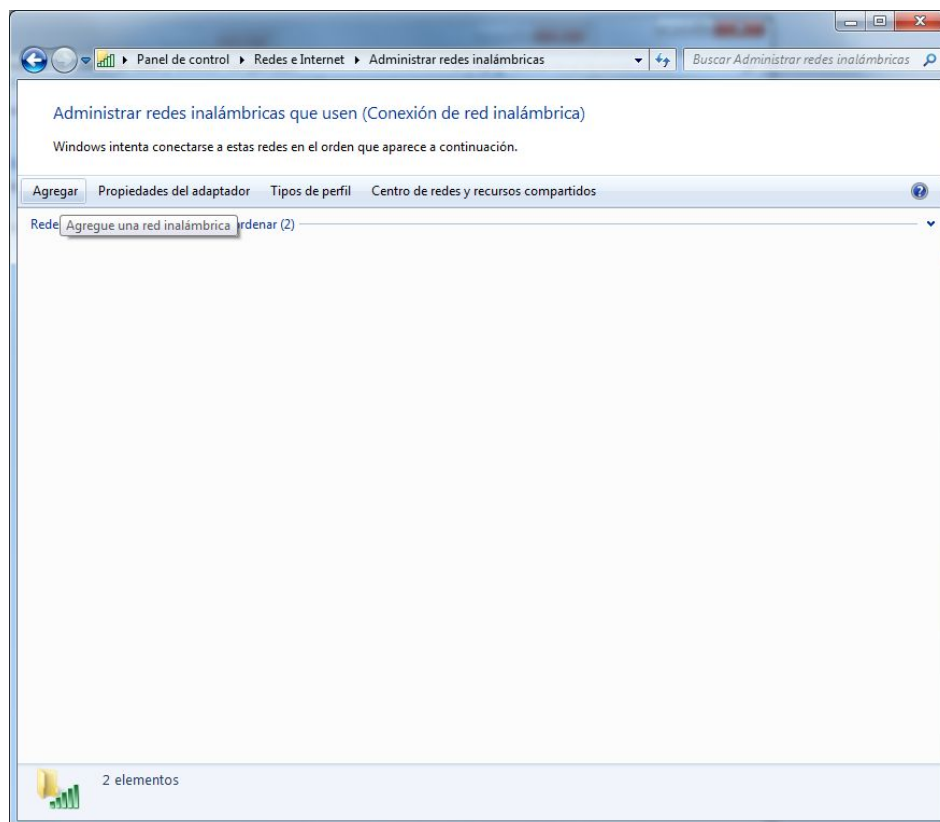 Panel de control Redes e Internet Administrar redes inalámbricas Buscar Administrar redes inalámbricas
Administrar redes inalámbricas que usen (Conexión de red inalámbrica)
Windows intenta conectarse a estas redes en el orden que aparece a continuación.
Agregar Propiedades del adaptador Tipos de perfil Centro de redes y recursos compartidos
Agregue una red inalámbrica (2)
2 elementos